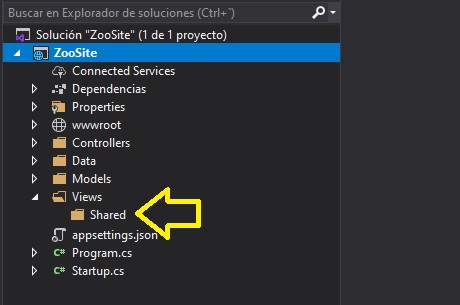 Buscar en Explorador de soluciones (Ctrl+¨)
Solución "ZooSite" (1 de 1 proyecto)
ZooSite
Connected Services
Dependencias
Properties
wwwroot
Controllers
Data
Models
Views
Shared
appsettings.json
Program.cs
Startup.cs